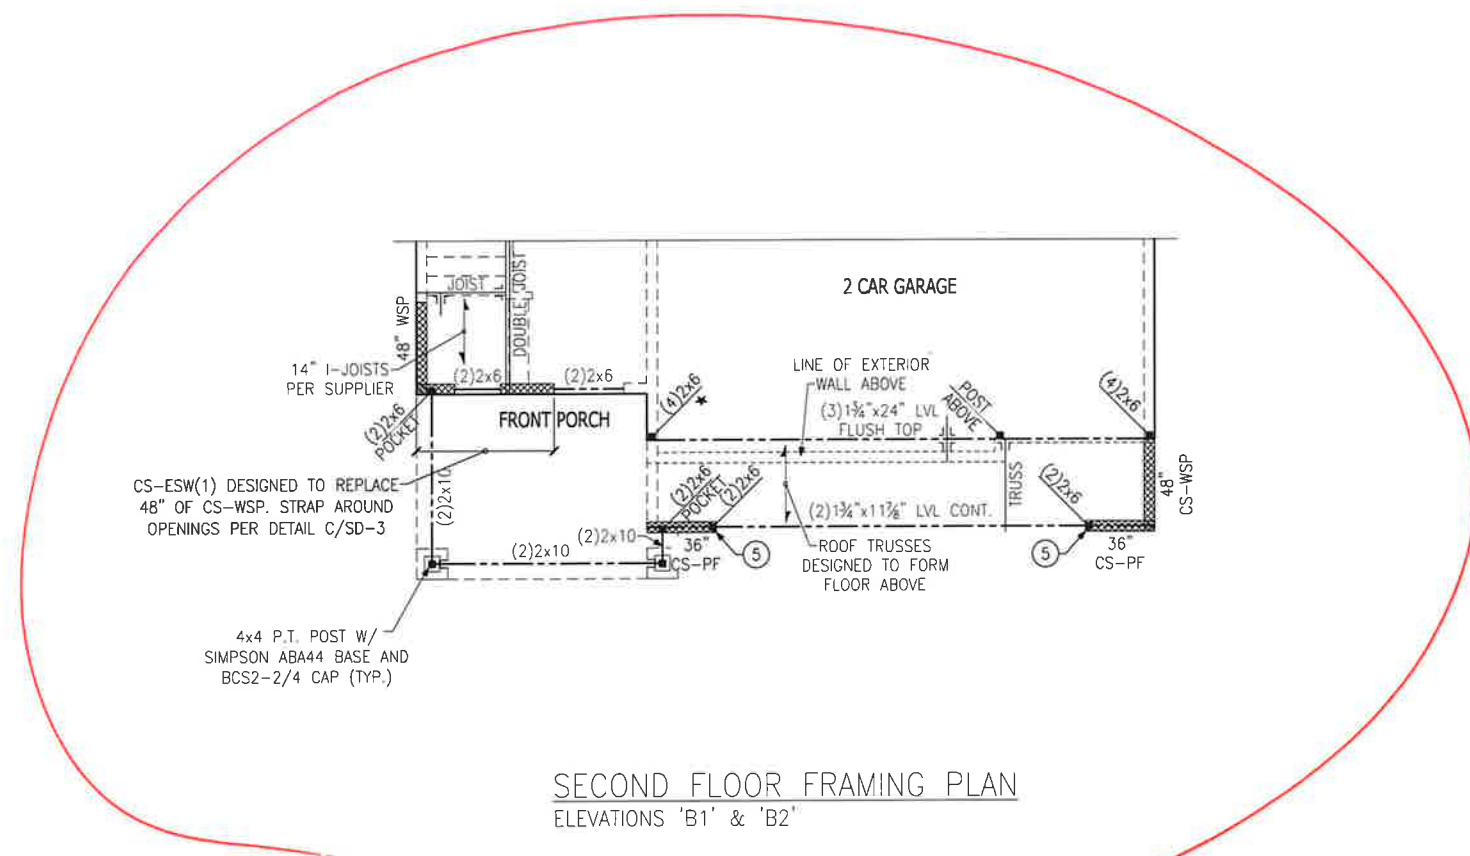 2 CAR GARAGE
JOIST
DOUBLE JOIST
48" WSP
14" I-JOISTS
PER SUPPLIER
(2)2x6
(2)2x6
(2)2x6
POCKET
FRONT PORCH
LINE OF EXTERIOR
WALL ABOVE
(3)1¾"x24" LVL
FLUSH TOP
POST
ABOVE
(4)2x6
★
(4)2x6
CS-ESW(1) DESIGNED TO REPLACE
48" OF CS-WSP. STRAP AROUND
OPENINGS PER DETAIL C/SD-3
(2)2x10
(2)2x6
POCKET
(2)2x6
(2)1¾"x11⅞" LVL CONT.
TRUSS
(2)2x6
48"
CS-WSP
(2)2x10
(2)2x10
36"
CS-PF
5
ROOF TRUSSES
DESIGNED TO FORM
FLOOR ABOVE
5
36"
CS-PF
4x4 P.T. POST W/
SIMPSON ABA44 BASE AND
BCS2-2/4 CAP (TYP.)
SECOND FLOOR FRAMING PLAN
ELEVATIONS 'B1' & 'B2'